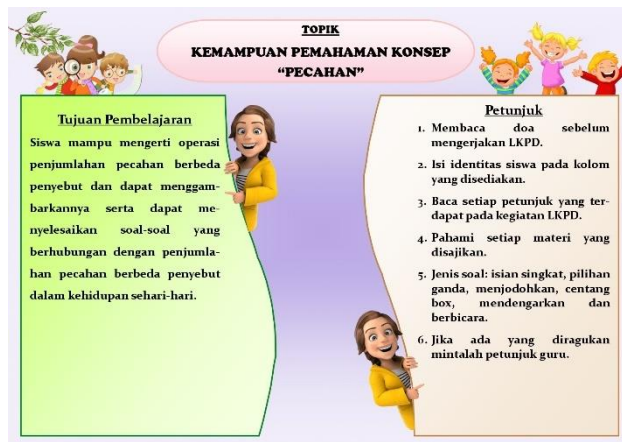 TOPIK
KEMAMPUAN PEMAHAMAN KONSEP
“PECAHAN”
Tujuan Pembelajaran
Siswa mampu mengerti operasi
penjumlahan pecahan berbeda
penyebut dan dapat menggam-
barkannya serta dapat me-
nyelesaikan soal-soal yang
berhubungan dengan penjumla-
han pecahan berbeda penyebut
dalam kehidupan sehari-hari.
Petunjuk
1. Membaca doa sebelum
mengerjakan LKPD.
2. Isi identitas siswa pada kolom
yang disediakan.
3. Baca setiap petunjuk yang ter-
dapat pada kegiatan LKPD.
4. Pahami setiap materi yang
disajikan.
5. Jenis soal: isian singkat, pilihan
ganda, menjodohkan, centang
box, mendengarkan dan
berbicara.
6. Jika ada yang diragukan
mintalah petunjuk guru.